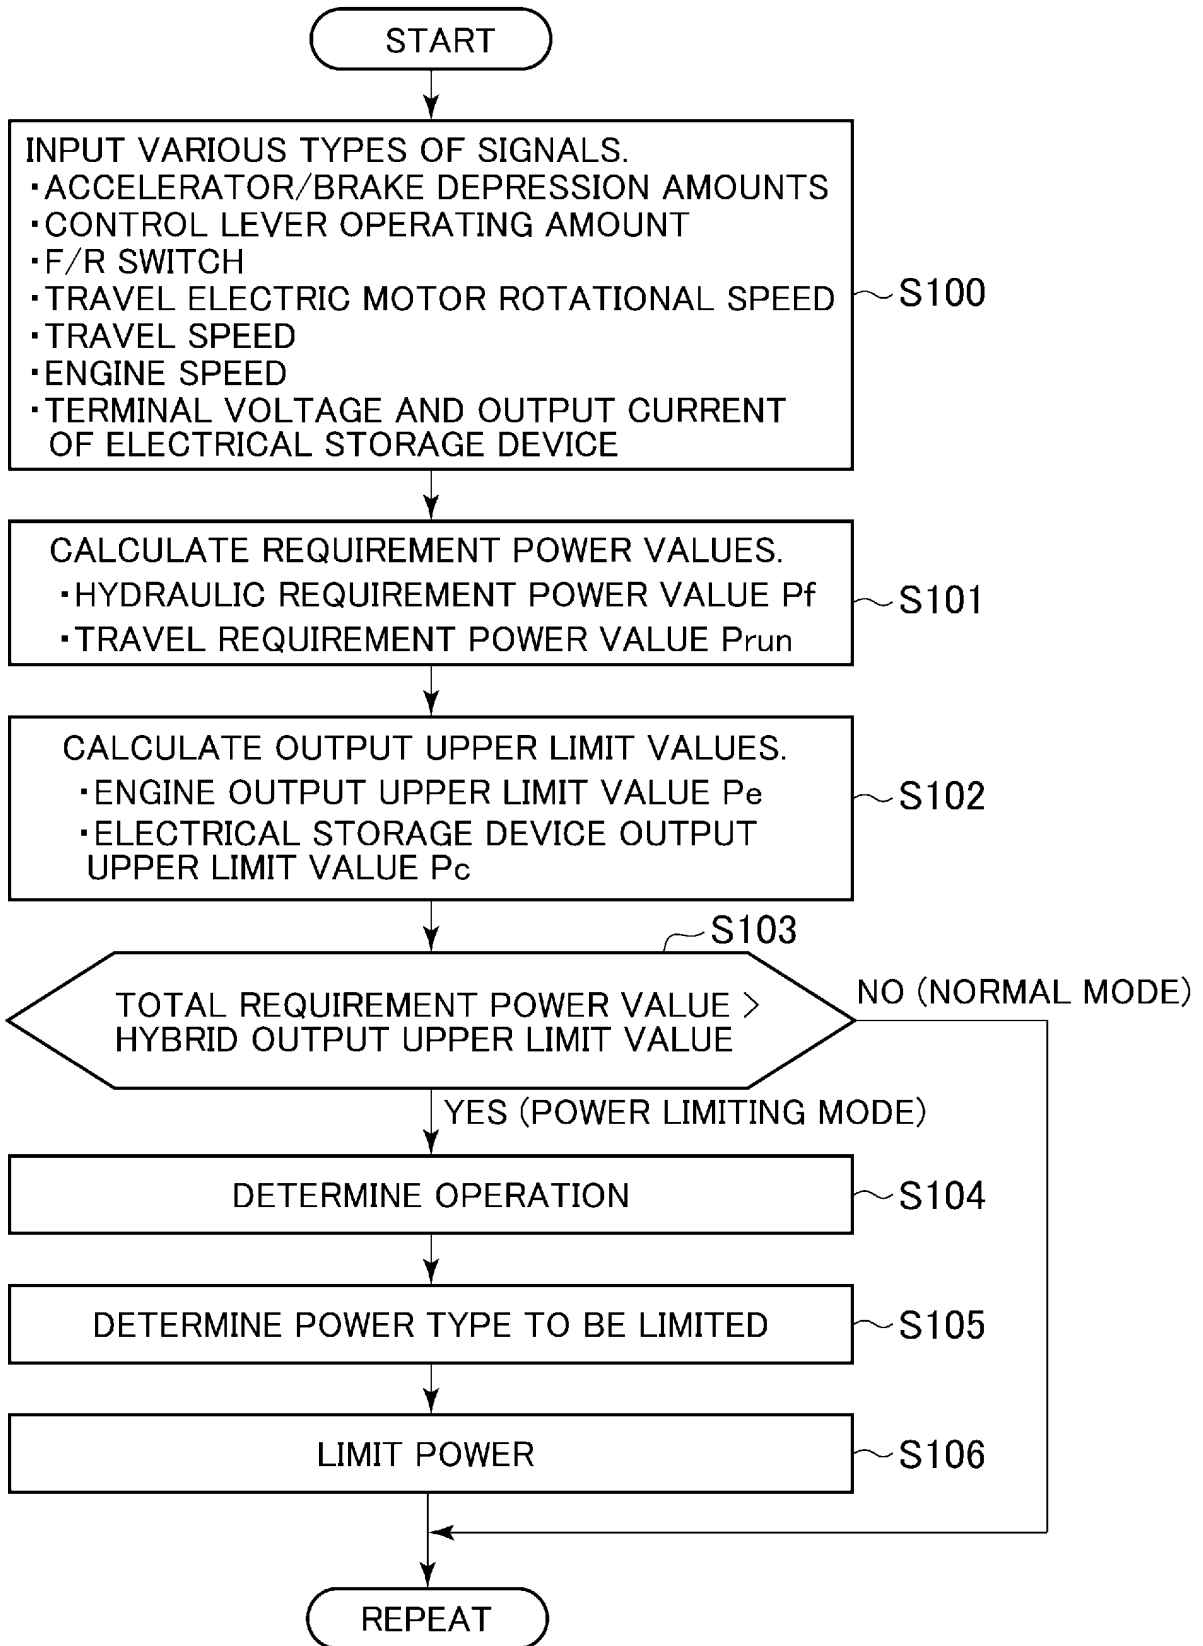 START
INPUT VARIOUS TYPES OF SIGNALS.
・ACCELERATOR/BRAKE DEPRESSION AMOUNTS
・CONTROL LEVER OPERATING AMOUNT
・F/R SWITCH
・TRAVEL ELECTRIC MOTOR ROTATIONAL SPEED
・TRAVEL SPEED
・ENGINE SPEED
・TERMINAL VOLTAGE AND OUTPUT CURRENT
OF ELECTRICAL STORAGE DEVICE
S100
CALCULATE REQUIREMENT POWER VALUES.
・HYDRAULIC REQUIREMENT POWER VALUE Pf
・TRAVEL REQUIREMENT POWER VALUE Prun
S101
CALCULATE OUTPUT UPPER LIMIT VALUES.
・ENGINE OUTPUT UPPER LIMIT VALUE Pe
・ELECTRICAL STORAGE DEVICE OUTPUT
UPPER LIMIT VALUE Pc
S102
S103
TOTAL REQUIREMENT POWER VALUE >
HYBRID OUTPUT UPPER LIMIT VALUE
NO (NORMAL MODE)
YES (POWER LIMITING MODE)
DETERMINE OPERATION
S104
DETERMINE POWER TYPE TO BE LIMITED
S105
LIMIT POWER
S106
REPEAT